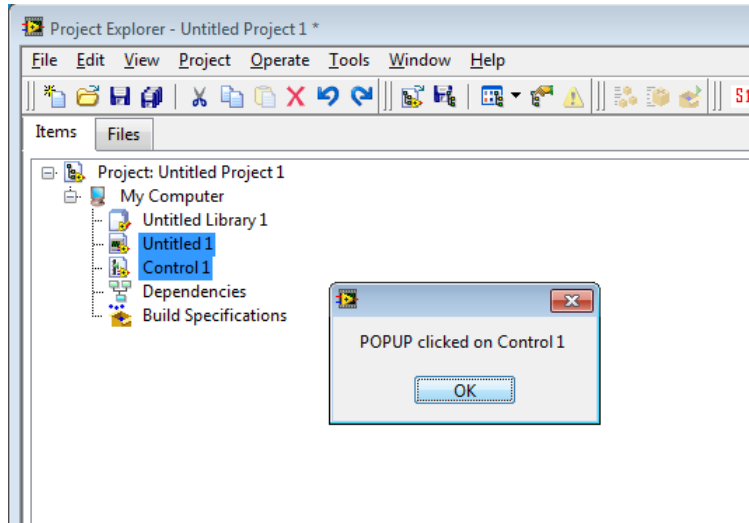 Project Explorer - Untitled Project 1 *
File Edit View Project Operate Tools Window Help
Items Files
Project: Untitled Project 1
My Computer
Untitled Library 1
Untitled 1
Control 1
Dependencies
Build Specifications
POPUP clicked on Control 1
OK